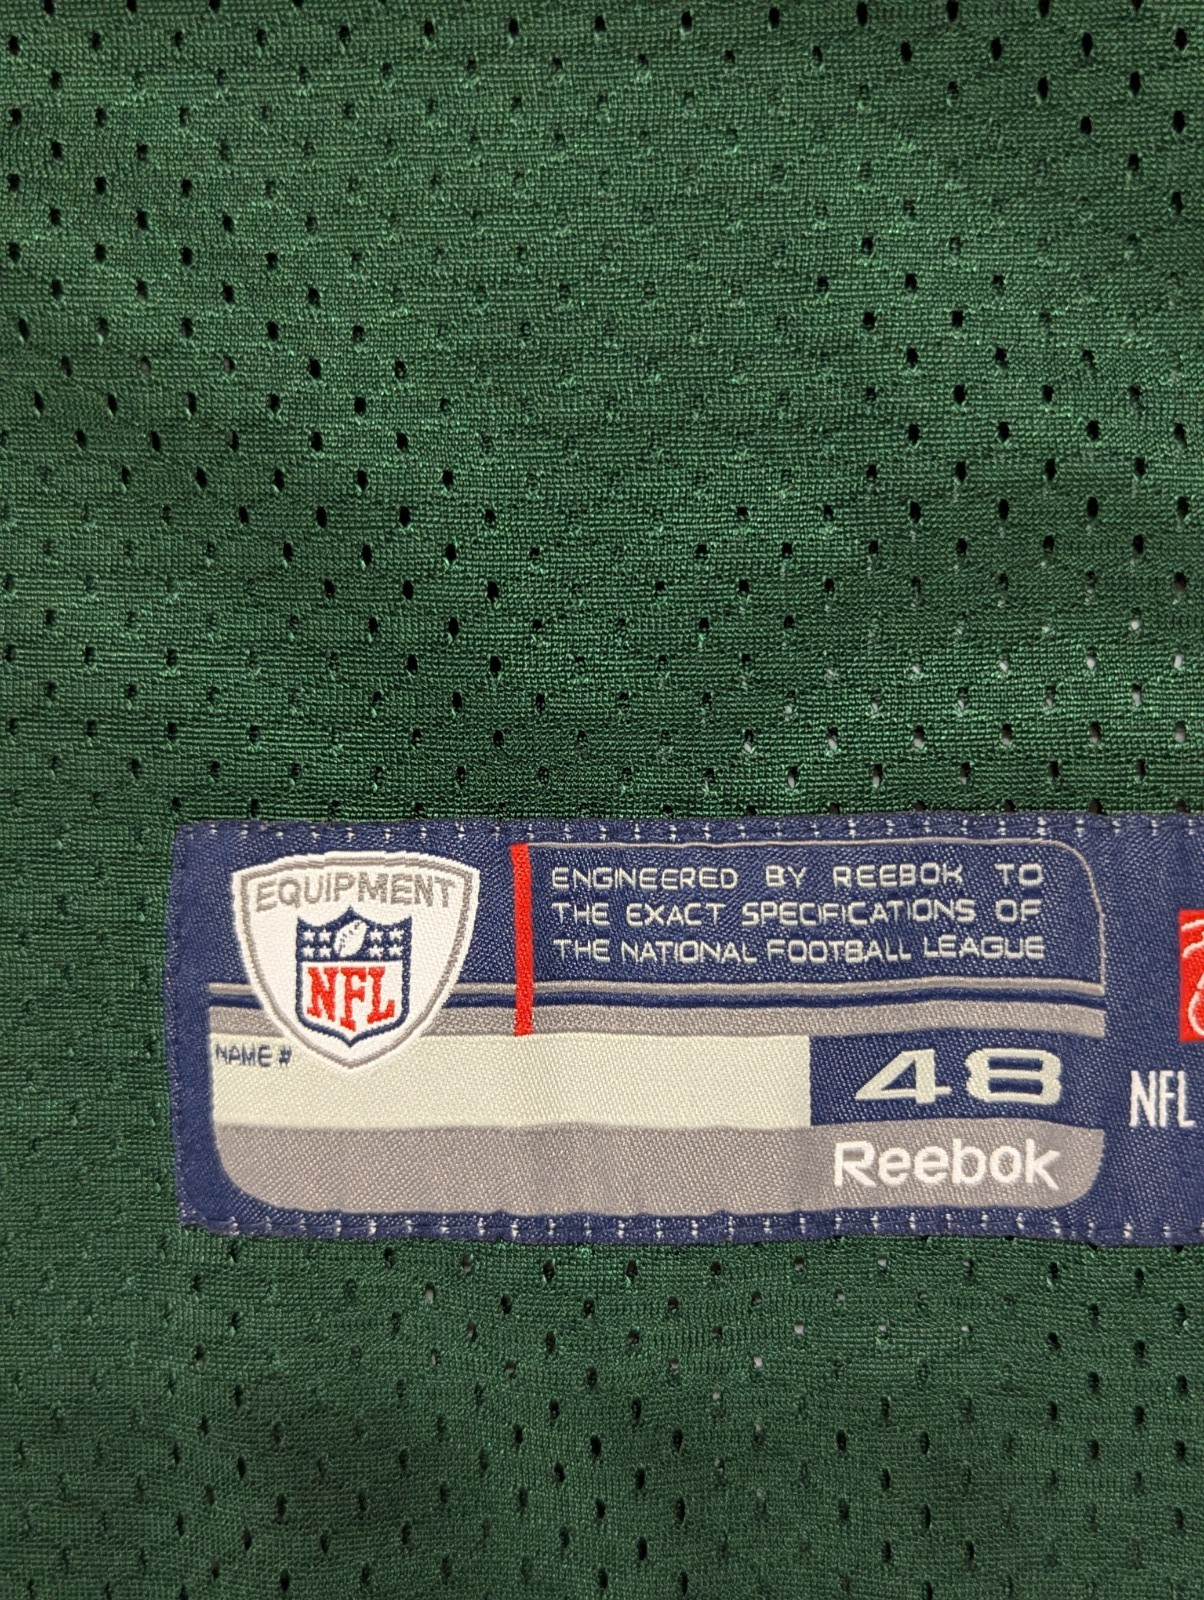 EQUIPMENT
NFL
ENGINEERED BY REEBOK TO
THE EXACT SPECIFICATIONS OF
THE NATIONAL FOOTBALL LEAGUE
NAME #
48
Reebok
NFL